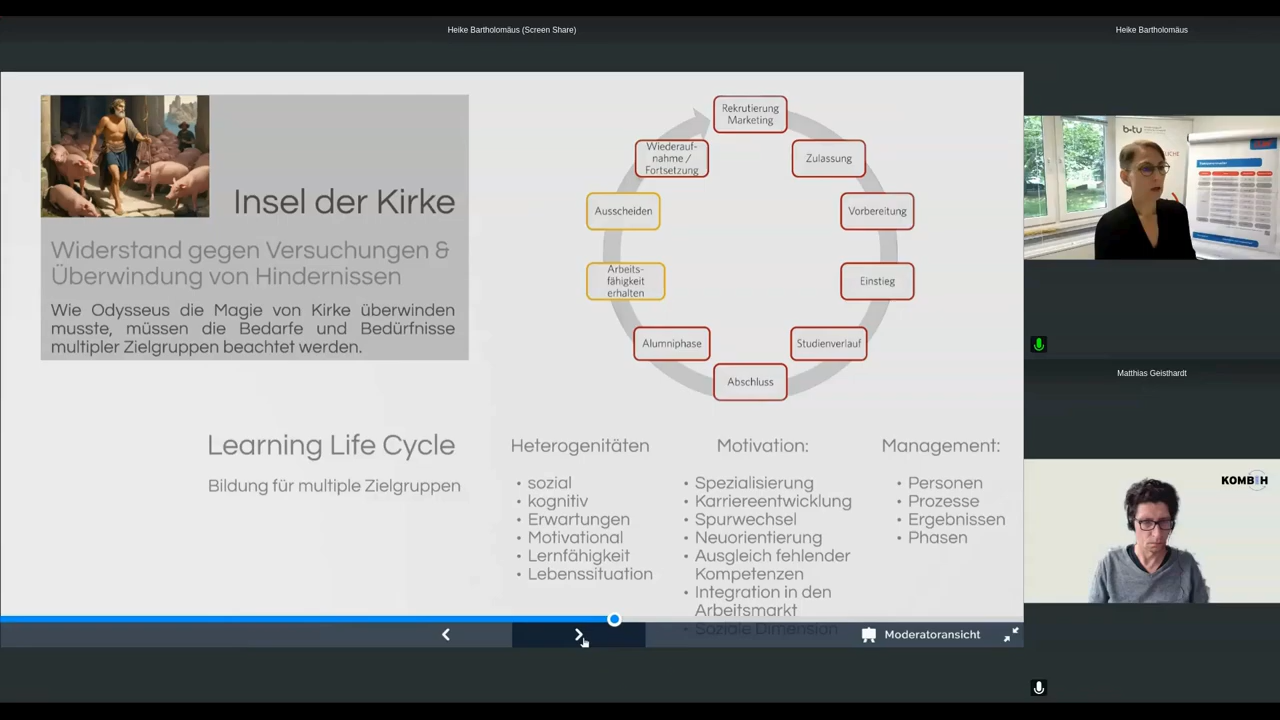 Heike Bartholomäus (Screen Share)
Heike Bartholomäus
Insel der Kirke
Widerstand gegen Versuchungen &
Überwindung von Hindernissen
Wie Odysseus die Magie von Kirke überwinden
musste, müssen die Bedarfe und Bedürfnisse
multipler Zielgruppen beachtet werden.
Rekrutierung
Marketing
Zulassung
Vorbereitung
Einstieg
Studienverlauf
Abschluss
Alumniphase
Arbeits-
fähigkeit
erhalten
Ausscheiden
Wiederauf-
nahme /
Fortsetzung
Learning Life Cycle
Bildung für multiple Zielgruppen
Heterogenitäten
• sozial
• kognitiv
• Erwartungen
• Motivational
• Lernfähigkeit
• Lebenssituation
Motivation:
• Spezialisierung
• Karriereentwicklung
• Spurwechsel
• Neuorientierung
• Ausgleich fehlender
Kompetenzen
• Integration in den
Arbeitsmarkt
• Soziale Dimension
Management:
• Personen
• Prozesse
• Ergebnissen
• Phasen
Moderatoransicht
b-tu
Matthias Geisthardt
KOMBIH